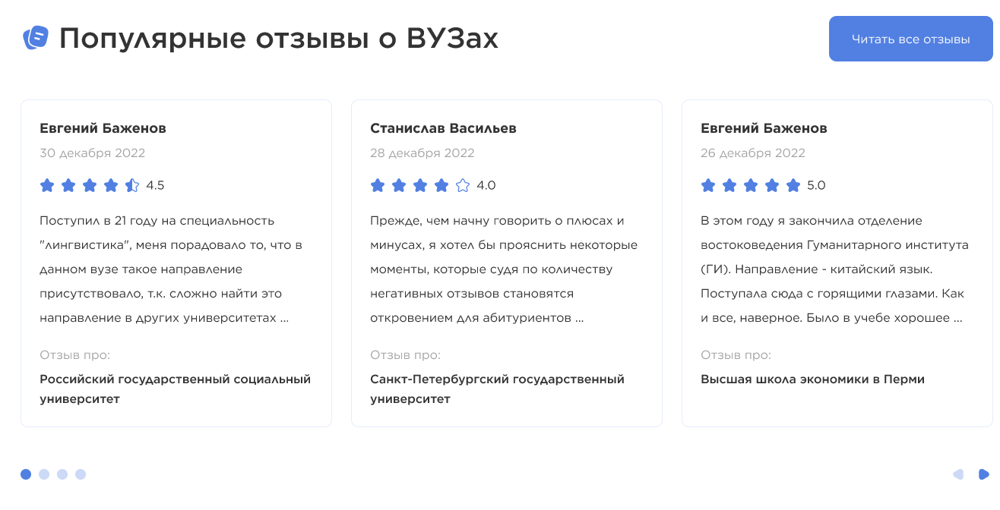 Популярные отзывы о ВУЗах
Читать все отзывы
Евгений Баженов
30 декабря 2022
4.5
Поступил в 21 году на специальность
"лингвистика", меня порадовало то, что в
данном вузе такое направление
присутствовало, т.к. сложно найти это
направление в других университетах ...
Отзыв про:
Российский государственный социальный
университет
Станислав Васильев
28 декабря 2022
4.0
Прежде, чем начну говорить о плюсах и
минусах, я хотел бы прояснить некоторые
моменты, которые судя по количеству
негативных отзывов становятся
откровением для абитуриентов ...
Отзыв про:
Санкт-Петербургский государственный
университет
Евгений Баженов
26 декабря 2022
5.0
В этом году я закончила отделение
востоковедения Гуманитарного института
(ГИ). Направление - китайский язык.
Поступала сюда с горящими глазами. Как
и все, наверное. Было в учебе хорошее ...
Отзыв про:
Высшая школа экономики в Перми